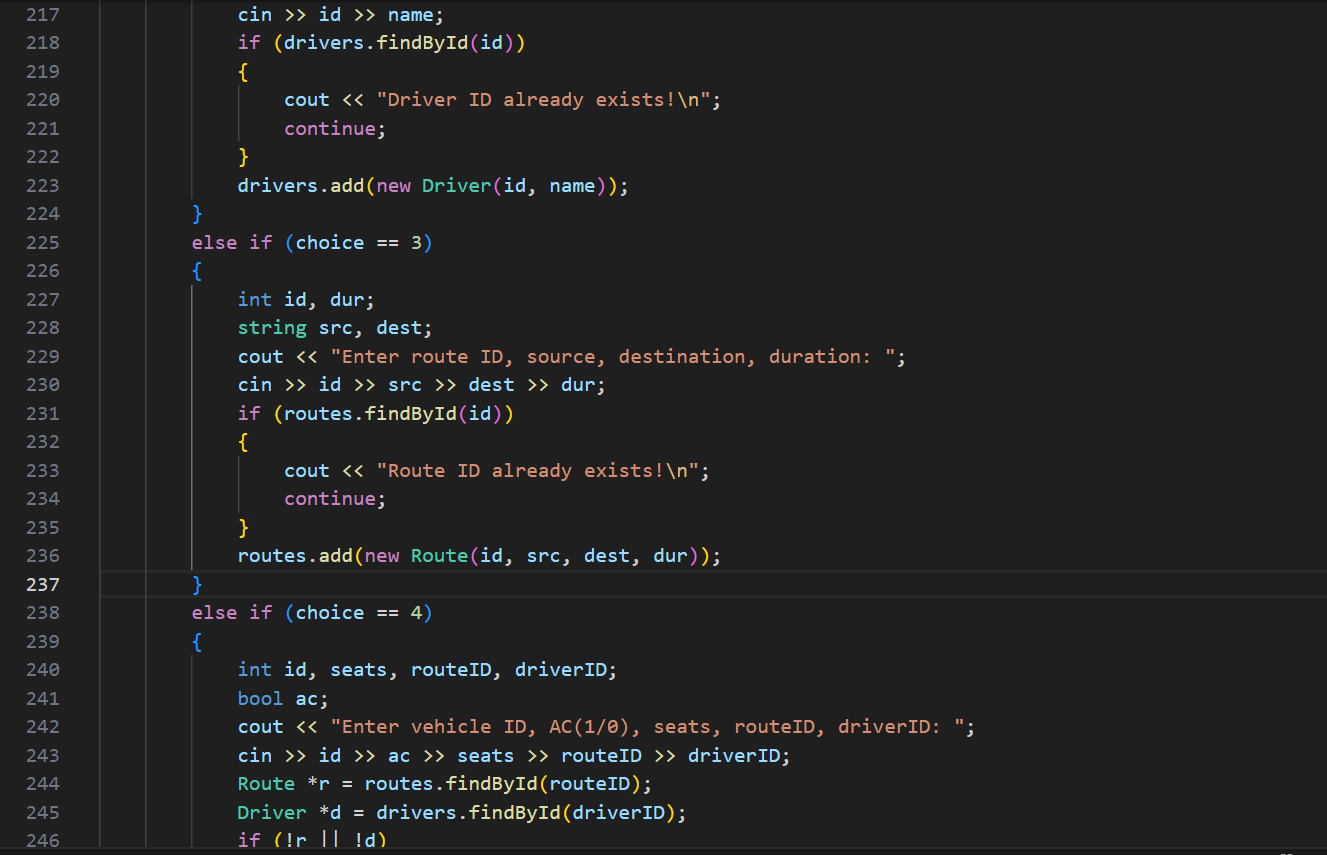 217 cin >> id >> name;
218 if (drivers.findById(id))
219 {
220 cout << "Driver ID already exists!\n";
221 continue;
222 }
223 drivers.add(new Driver(id, name));
224 }
225 else if (choice == 3)
226 {
227 int id, dur;
228 string src, dest;
229 cout << "Enter route ID, source, destination, duration: ";
230 cin >> id >> src >> dest >> dur;
231 if (routes.findById(id))
232 {
233 cout << "Route ID already exists!\n";
234 continue;
235 }
236 routes.add(new Route(id, src, dest, dur));
237 }
238 else if (choice == 4)
239 {
240 int id, seats, routeID, driverID;
241 bool ac;
242 cout << "Enter vehicle ID, AC(1/0), seats, routeID, driverID: ";
243 cin >> id >> ac >> seats >> routeID >> driverID;
244 Route *r = routes.findById(routeID);
245 Driver *d = drivers.findById(driverID);
246 if (!r || !d)